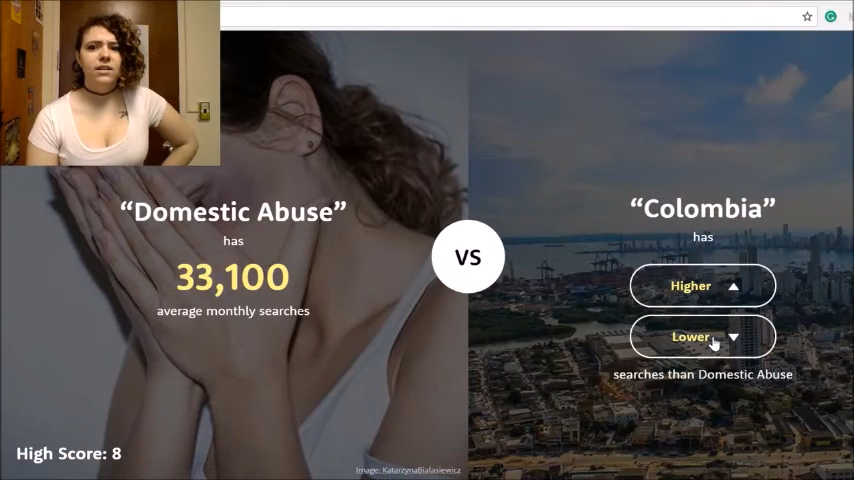 “Domestic Abuse”
has
33,100
average monthly searches
VS
“Colombia”
has
Higher
Lower
searches than Domestic Abuse
High Score: 8
Image: KatarzynaBialasiewicz